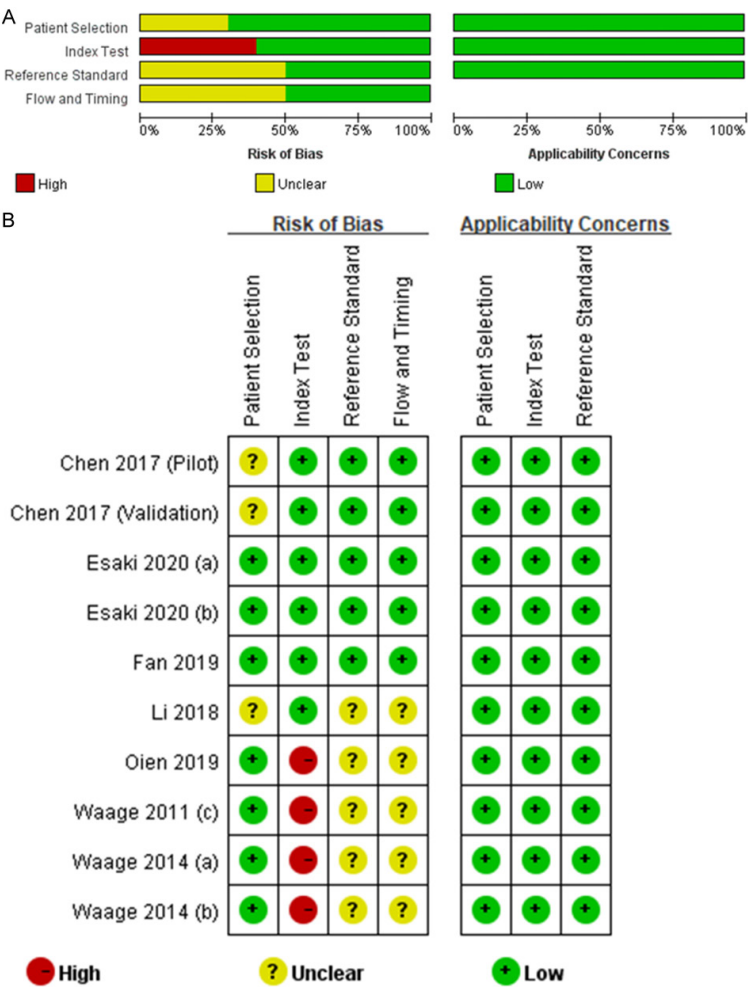 A
Patient Selection
Index Test
Reference Standard
Flow and Timing
0% 25% 50% 75% 100% 0% 25% 50% 75% 100%
Risk of Bias Applicability Concerns
High Unclear Low
B
Risk of Bias Applicability Concerns
Patient Selection
Index Test
Reference Standard
Flow and Timing
Patient Selection
Index Test
Reference Standard
Chen 2017 (Pilot) ? + + + + + +
Chen 2017 (Validation) ? + + + + + +
Esaki 2020 (a) + + + + + + +
Esaki 2020 (b) + + + + + + +
Fan 2019 + + + + + + +
Li 2018 ? + ? ? + + +
Oien 2019 + - ? ? + + +
Waage 2011 (c) + - ? ? + + +
Waage 2014 (a) + - ? ? + + +
Waage 2014 (b) + - ? ? + + +
- High ? Unclear + Low